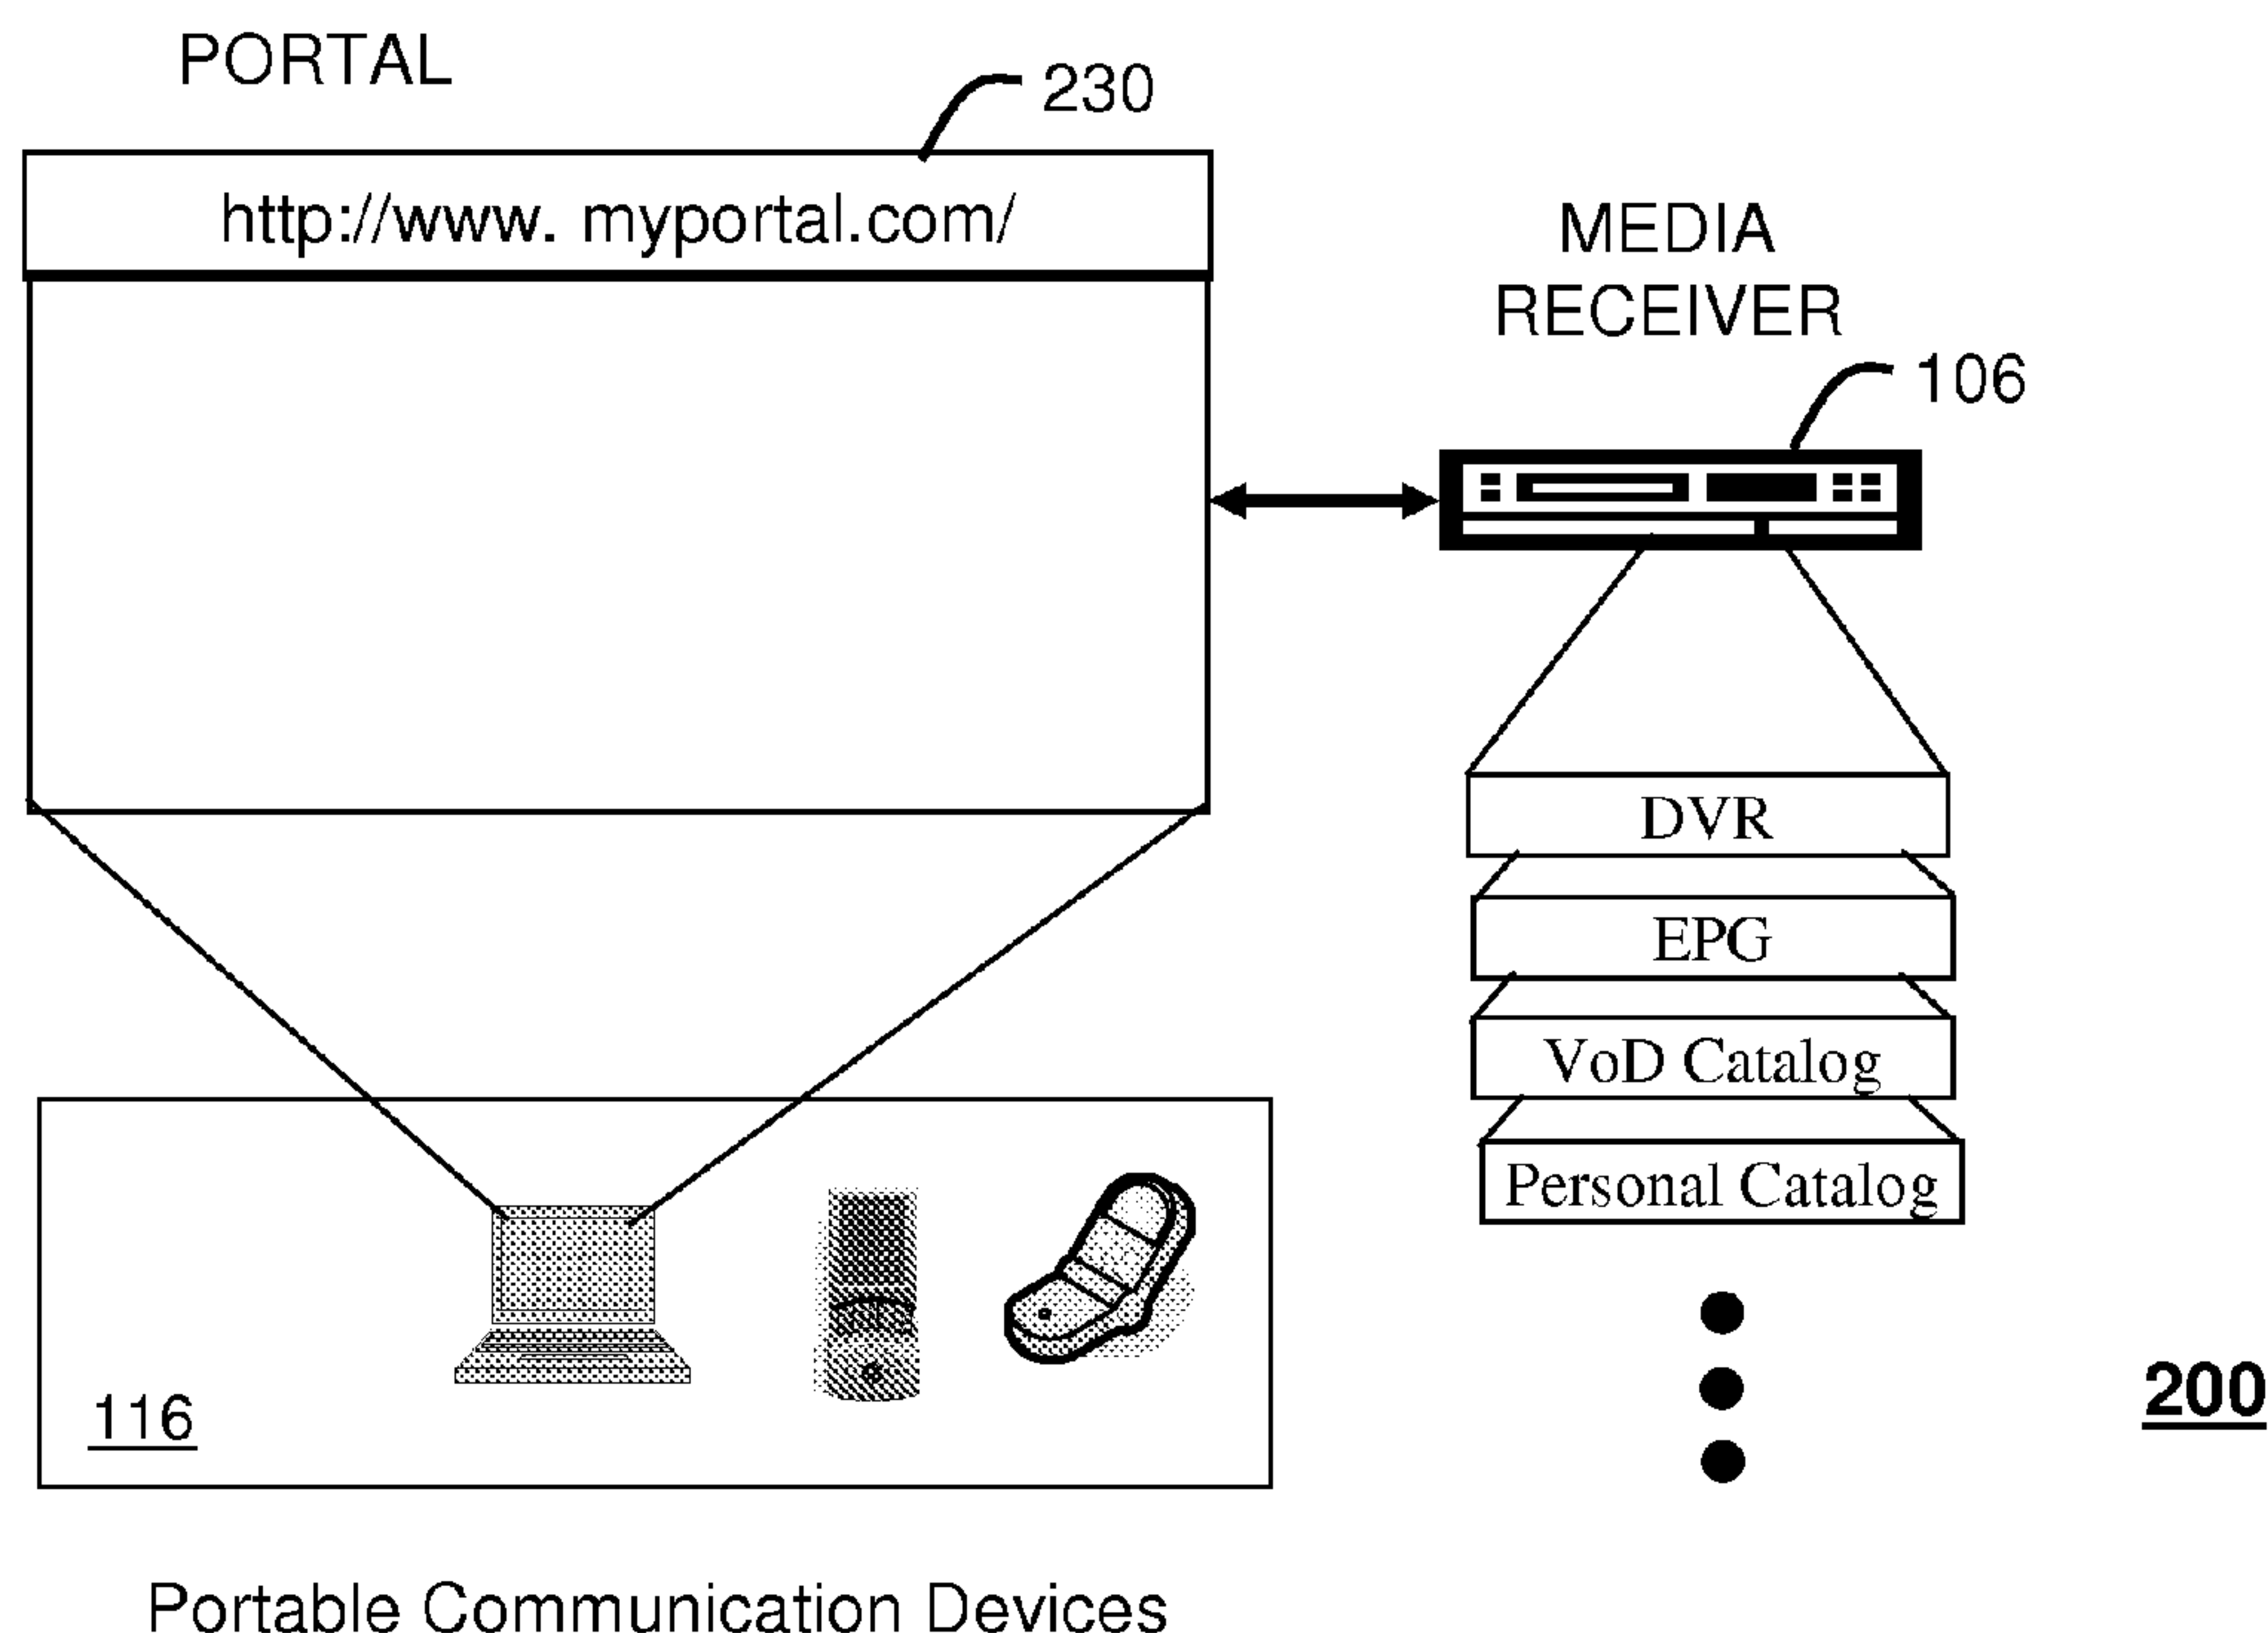 PORTAL
230
http://www. myportal.com/
MEDIA
RECEIVER
106
DVR
EPG
VoD Catalog
Personal Catalog
116
200
Portable Communication Devices